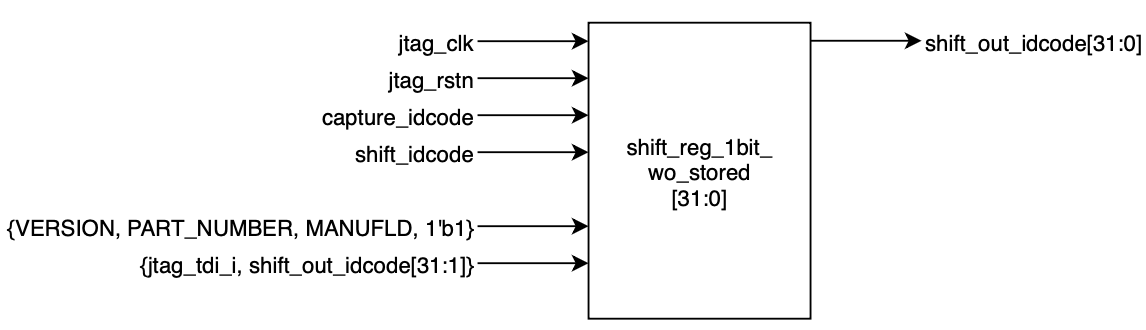 jtag_clk
shift_out_idcode[31:0]
jtag_rstn
capture_idcode
shift_idcode
shift_reg_1bit_
wo_stored
[31:0]
{VERSION, PART_NUMBER, MANUFLD, 1'b1}
{jtag_tdi_i, shift_out_idcode[31:1]}